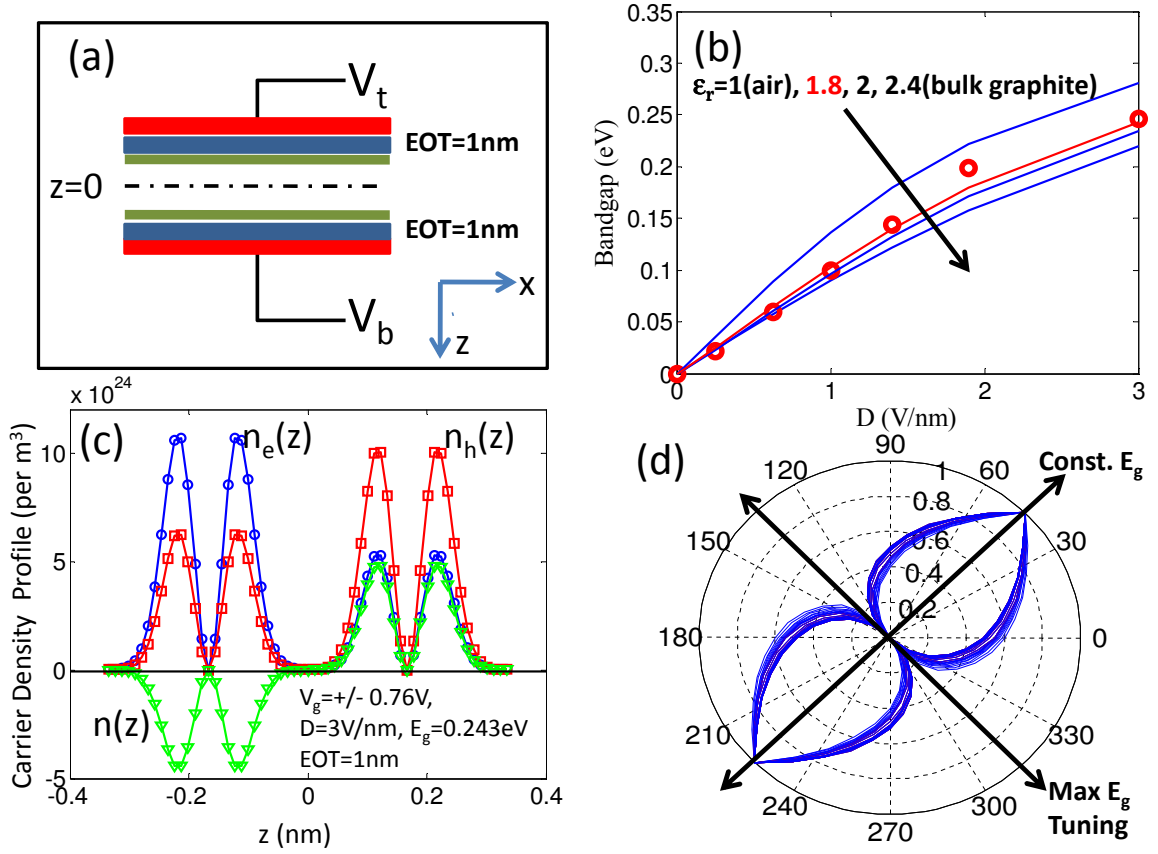 (a)
V_t
EOT=1nm
z=0
EOT=1nm
V_b
x
z
(b)
ε_r=1(air), 1.8, 2, 2.4(bulk graphite)
Bandgap (eV)
0.35
0.3
0.25
0.2
0.15
0.1
0.05
0
0 1 2 3
D (V/nm)
x 10^24
(c)
n_e(z)
n_h(z)
n(z)
Carrier Density Profile (per m³)
10
5
0
-5
V_g=+/- 0.76V,
D=3V/nm, E_g=0.243eV
EOT=1nm
-0.4 -0.2 0 0.2 0.4
z (nm)
(d)
90
120 60
150 30
180 0
210 330
240 300
270
1
0.8
0.6
0.4
0.2
Const. E_g
Max E_g
Tuning